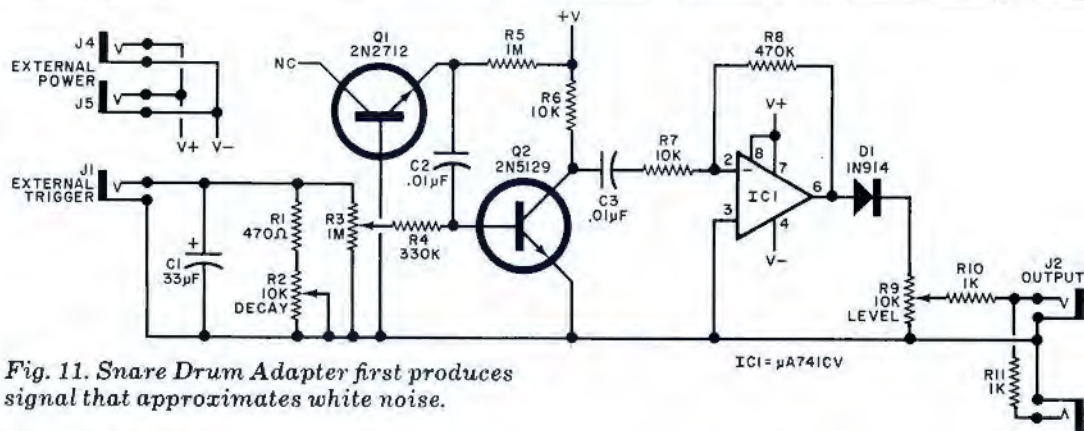 J4
EXTERNAL
POWER
J5
V+ V-
V
V
J1
EXTERNAL
TRIGGER
V
C1
33µF
+
R1
470Ω
R2
10K
DECAY
R3
1M
R4
330K
NC
Q1
2N2712
C2
.01µF
R5
1M
+V
R6
10K
Q2
2N5129
C3
.01µF
R7
10K
R8
470K
V+
2
-
8
7
IC1
6
3
4
V-
D1
1N914
R9
10K
LEVEL
R10
1K
J2
OUTPUT
V
R11
1K
V
IC1=µA741CV
Fig. 11. Snare Drum Adapter first produces
signal that approximates white noise.